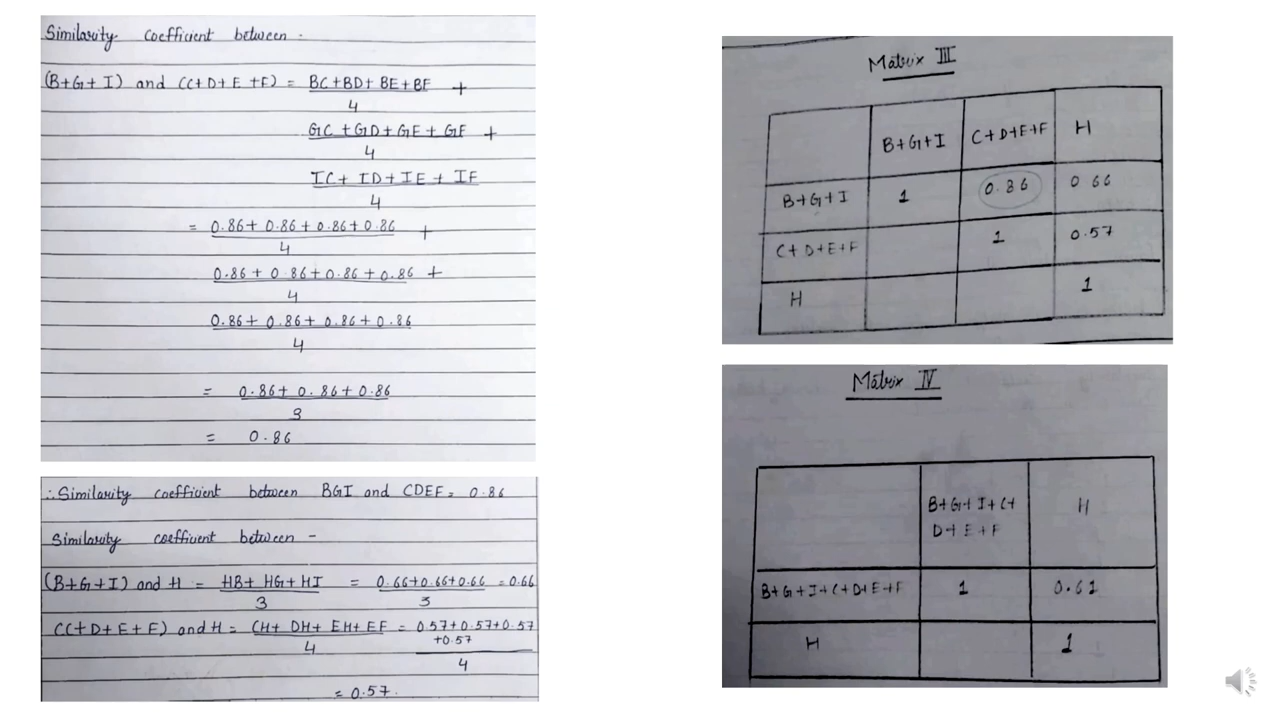 Similarity coefficient between -
(B+G+I) and CC+D+E+F) = BC+BD+BE+BF +
4
GC+GD+GE+GF +
4
IC+ID+IE+IF
4
= 0.86+0.86+0.86+0.86 +
4
0.86+0.86+0.86+0.86 +
4
0.86+0.86+0.86+0.86
4
= 0.86+0.86+0.86
3
= 0.86
∴Similarity coefficient between BGI and CDEF = 0.86
Similarity coefficient between -
(B+G+I) and H = HB+HG+HI = 0.66+0.66+0.66 = 0.66
3 3
CC+D+E+F) and H = CH+DH+EH+EF = 0.57+0.57+0.57
+0.57
4 4
= 0.57.
Matrix III
B+G+I C+D+E+F H
B+G+I 1 0.86 0.66
C+D+E+F 1 0.57
H 1
Matrix IV
B+G+I+C+ H
D+E+F
B+G+I+C+D+E+F 1 0.61
H 1